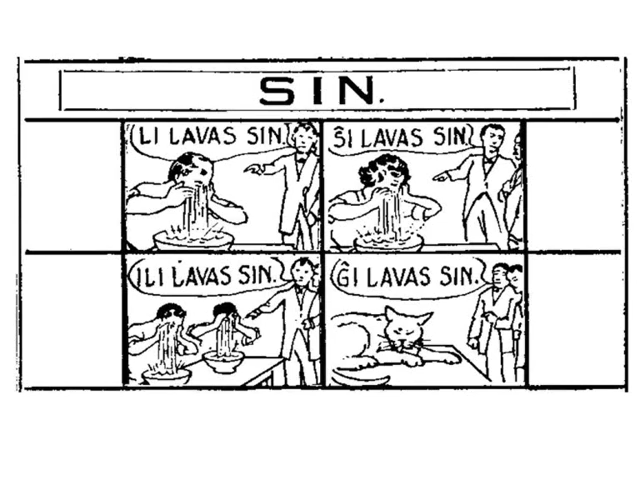 SIN.
LI LAVAS SIN.
ŜI LAVAS SIN.
ILI LAVAS SIN.
ĜI LAVAS SIN.